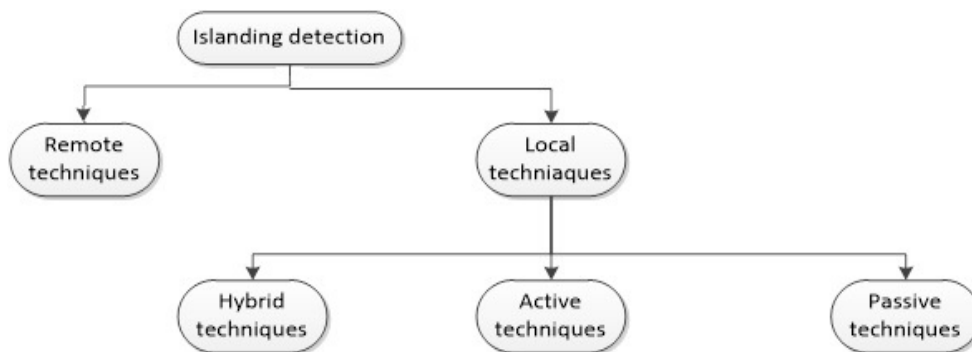 Islanding detection
Remote
techniques
Local
techniaques
Hybrid
techniques
Active
techniques
Passive
techniques